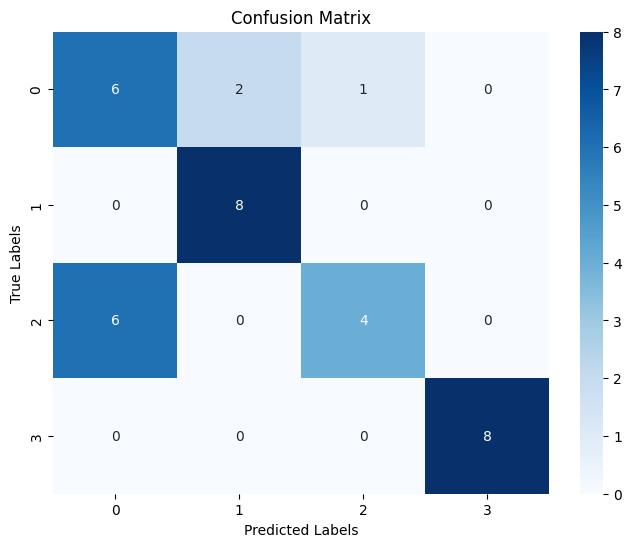 Confusion Matrix
0 6 2 1 0
1 0 8 0 0
2 6 0 4 0
3 0 0 0 8
0 1 2 3
Predicted Labels
True Labels
8
7
6
5
4
3
2
1
0